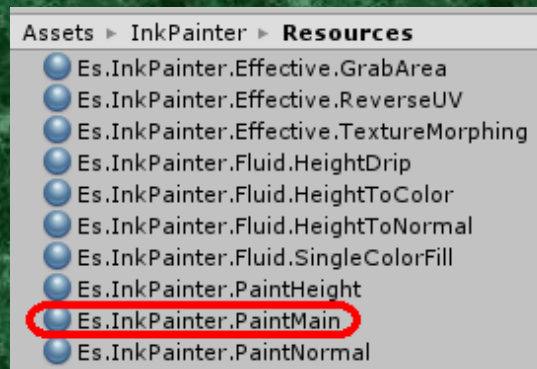 Assets ▸ InkPainter ▸ Resources
Es.InkPainter.Effective.GrabArea
Es.InkPainter.Effective.ReverseUV
Es.InkPainter.Effective.TextureMorphing
Es.InkPainter.Fluid.HeightDrip
Es.InkPainter.Fluid.HeightToColor
Es.InkPainter.Fluid.HeightToNormal
Es.InkPainter.Fluid.SingleColorFill
Es.InkPainter.PaintHeight
Es.InkPainter.PaintMain
Es.InkPainter.PaintNormal